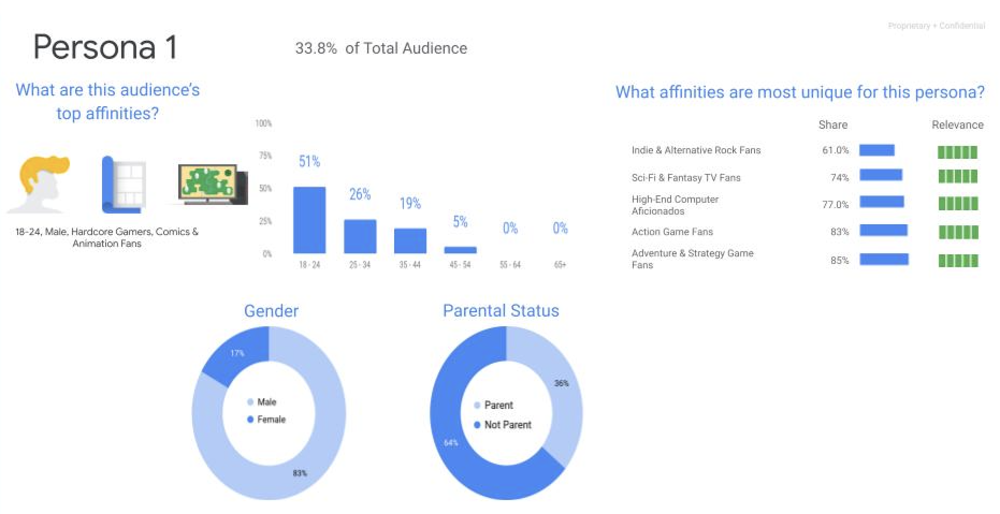 Proprietary + Confidential
Persona 1
33.8% of Total Audience
What are this audience's
top affinities?
18-24, Male, Hardcore Gamers, Comics &
Animation Fans
100%
75%
50%
25%
0%
51%
26%
19%
5%
0%
0%
18 - 24
25 - 34
35 - 44
45 - 54
55 - 64
65+
What affinities are most unique for this persona?
Share Relevance
Indie & Alternative Rock Fans 61.0%
Sci-Fi & Fantasy TV Fans 74%
High-End Computer
Aficionados 77.0%
Action Game Fans 83%
Adventure & Strategy Game
Fans 85%
Gender
17%
Male
Female
83%
Parental Status
36%
Parent
Not Parent
64%